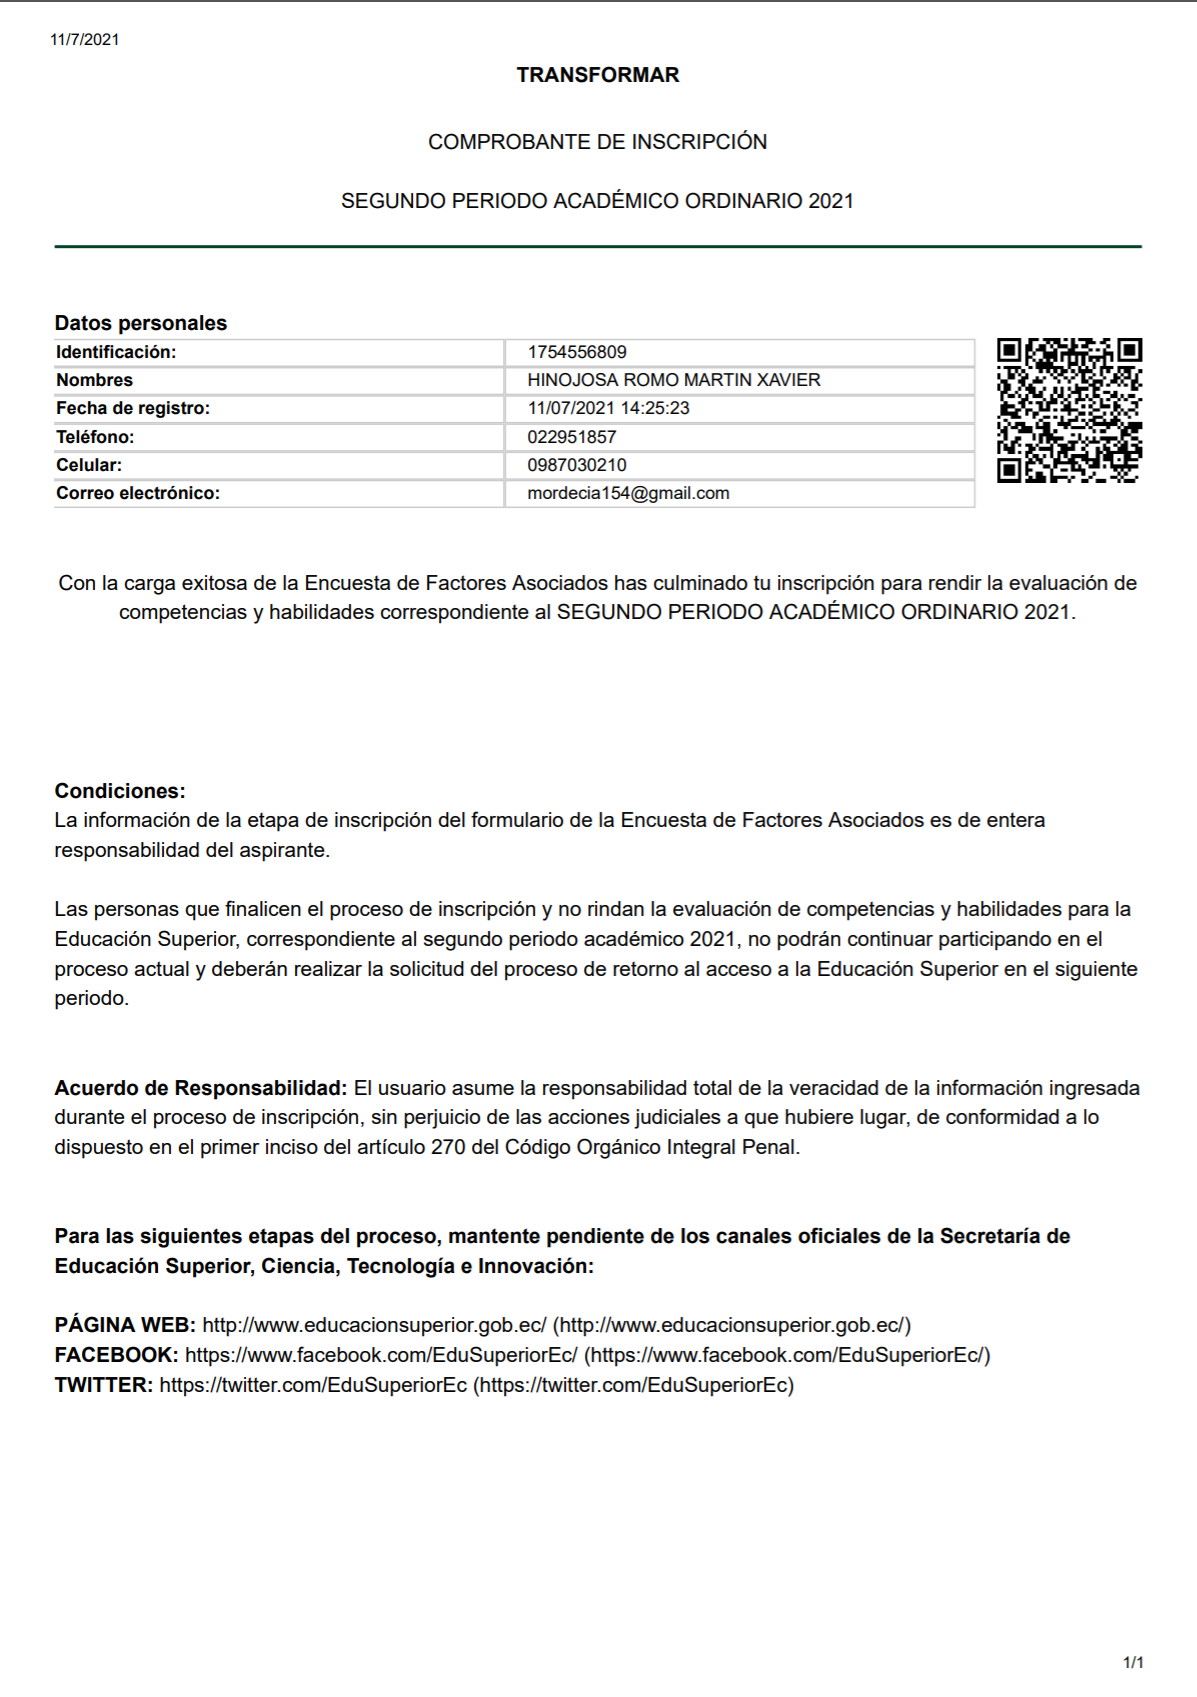 11/7/2021
TRANSFORMAR
COMPROBANTE DE INSCRIPCIÓN
SEGUNDO PERIODO ACADÉMICO ORDINARIO 2021
Datos personales
Identificación: 1754556809
Nombres HINOJOSA ROMO MARTIN XAVIER
Fecha de registro: 11/07/2021 14:25:23
Teléfono: 022951857
Celular: 0987030210
Correo electrónico: mordecia154@gmail.com
Con la carga exitosa de la Encuesta de Factores Asociados has culminado tu inscripción para rendir la evaluación de
competencias y habilidades correspondiente al SEGUNDO PERIODO ACADÉMICO ORDINARIO 2021.
Condiciones:
La información de la etapa de inscripción del formulario de la Encuesta de Factores Asociados es de entera
responsabilidad del aspirante.
Las personas que finalicen el proceso de inscripción y no rindan la evaluación de competencias y habilidades para la
Educación Superior, correspondiente al segundo periodo académico 2021, no podrán continuar participando en el
proceso actual y deberán realizar la solicitud del proceso de retorno al acceso a la Educación Superior en el siguiente
periodo.
Acuerdo de Responsabilidad: El usuario asume la responsabilidad total de la veracidad de la información ingresada
durante el proceso de inscripción, sin perjuicio de las acciones judiciales a que hubiere lugar, de conformidad a lo
dispuesto en el primer inciso del artículo 270 del Código Orgánico Integral Penal.
Para las siguientes etapas del proceso, mantente pendiente de los canales oficiales de la Secretaría de
Educación Superior, Ciencia, Tecnología e Innovación:
PÁGINA WEB: http://www.educacionsuperior.gob.ec/ (http://www.educacionsuperior.gob.ec/)
FACEBOOK: https://www.facebook.com/EduSuperiorEc/ (https://www.facebook.com/EduSuperiorEc/)
TWITTER: https://twitter.com/EduSuperiorEc (https://twitter.com/EduSuperiorEc)
1/1